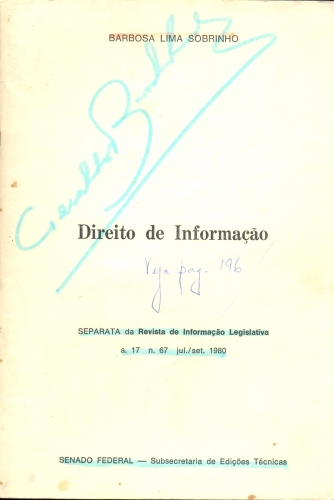 BARBOSA LIMA SOBRINHO
Geraldo
Direito de Informação
Veja pag. 196
SEPARATA da Revista de Informação Legislativa
a. 17 n. 67 jul./set. 1980
SENADO FEDERAL — Subsecretaria de Edições Técnicas